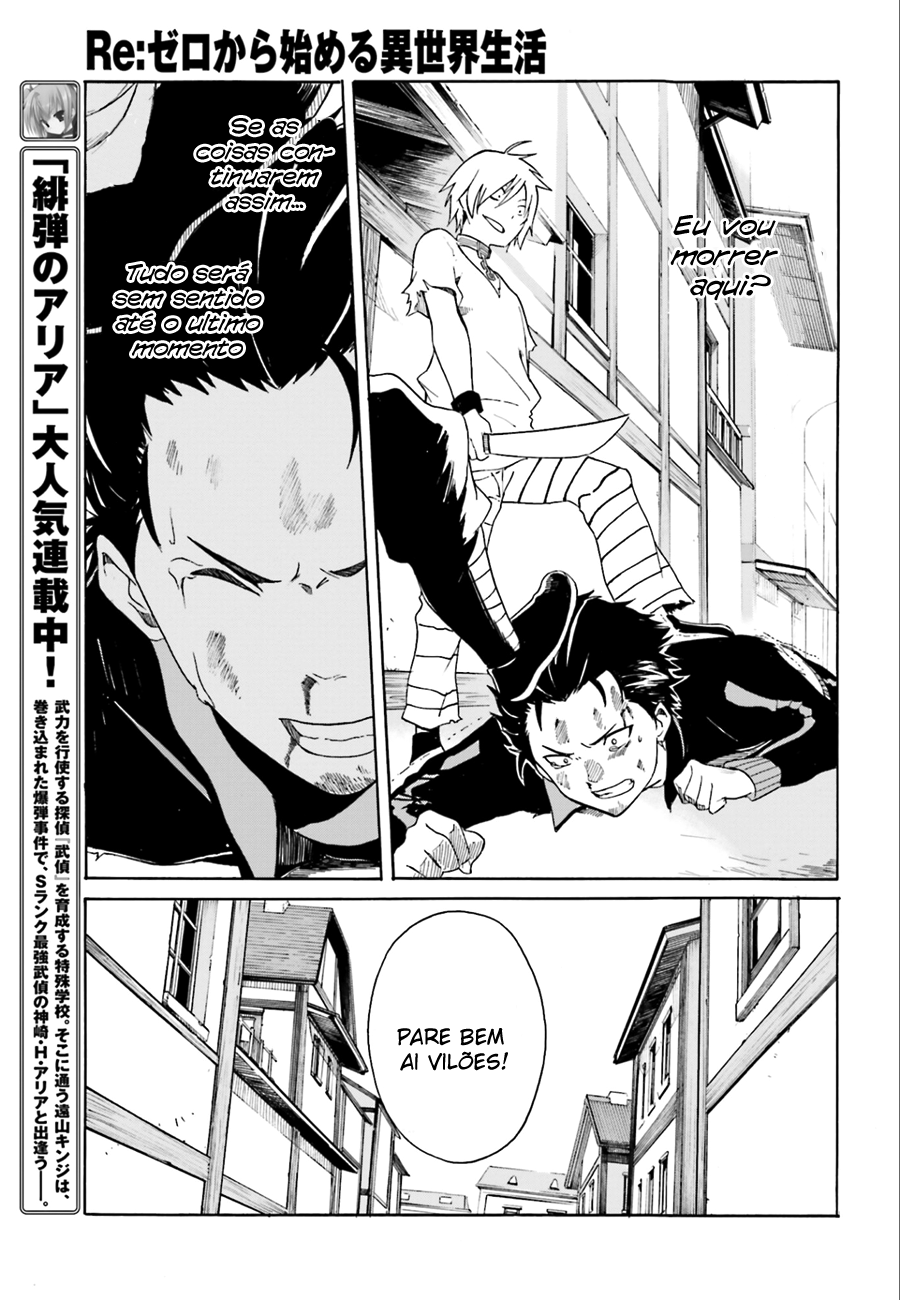 Re:ゼロから始める異世界生活
Eu vou
morrer
aqui?
Se as
coisas con-
tinuarem
assim...
Tudo será
sem sentido
até o ultimo
momento
PARE BEM
AI VILÕES!
「緋弾のアリア」大人気連載中!
武力を行使する探偵『武偵』を育成する特殊学校。そこに通う遠山キンジは、
巻き込まれた爆弾事件で、Sランク最強武偵の神崎・H・アリアと出逢う――。